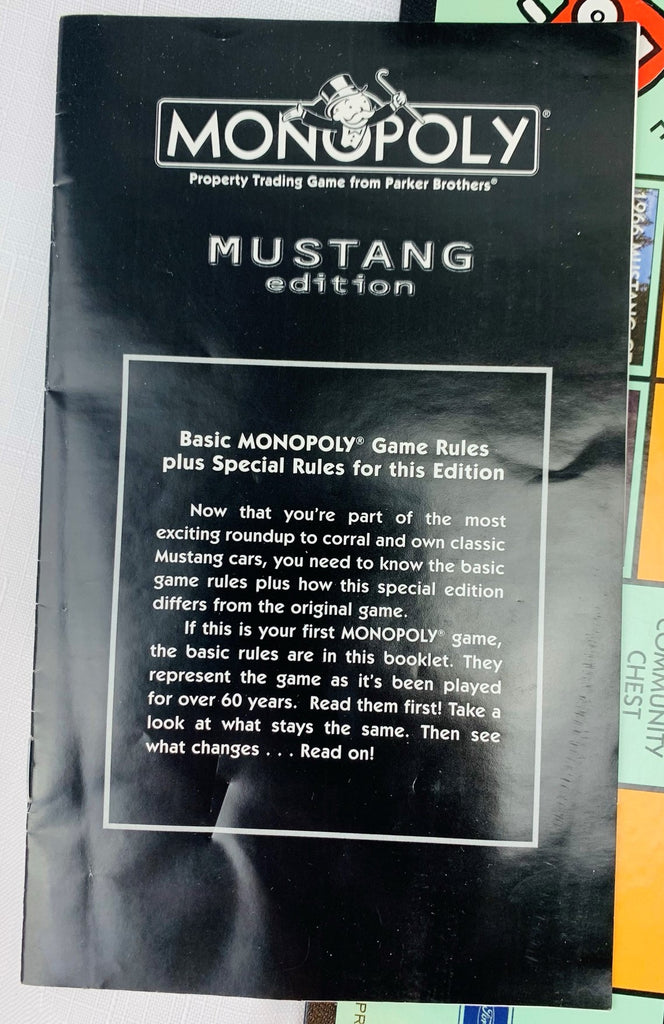 MONOPOLY®
Property Trading Game from Parker Brothers®
MUSTANG
edition
Basic MONOPOLY® Game Rules
plus Special Rules for this Edition
Now that you're part of the most
exciting roundup to corral and own classic
Mustang cars, you need to know the basic
game rules plus how this special edition
differs from the original game.
If this is your first MONOPOLY® game,
the basic rules are in this booklet. They
represent the game as it's been played
for over 60 years. Read them first! Take a
look at what stays the same. Then see
what changes . . . Read on!
1966 MUSTANG
COMMUNITY
CHEST
PR
Ford